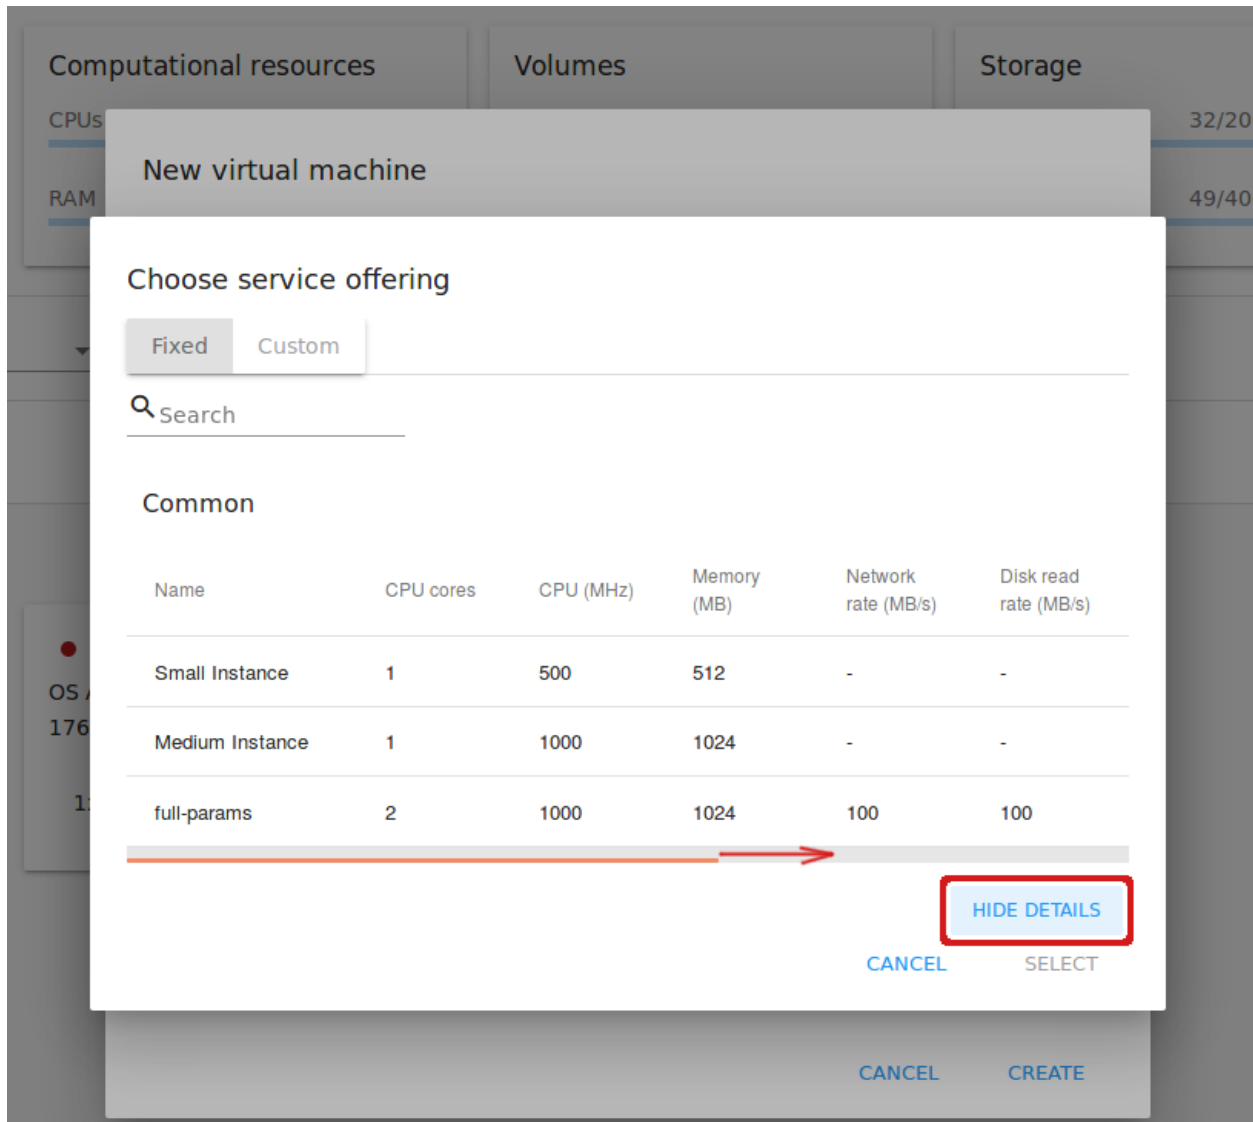 Computational resources
Volumes
Storage
CPUs
32/20
New virtual machine
RAM
49/40
Choose service offering
Fixed Custom
Search
Common
Name CPU cores CPU (MHz) Memory (MB) Network rate (MB/s) Disk read rate (MB/s)
Small Instance 1 500 512 - -
OS
176
Medium Instance 1 1000 1024 - -
full-params 2 1000 1024 100 100
HIDE DETAILS
CANCEL SELECT
CANCEL CREATE